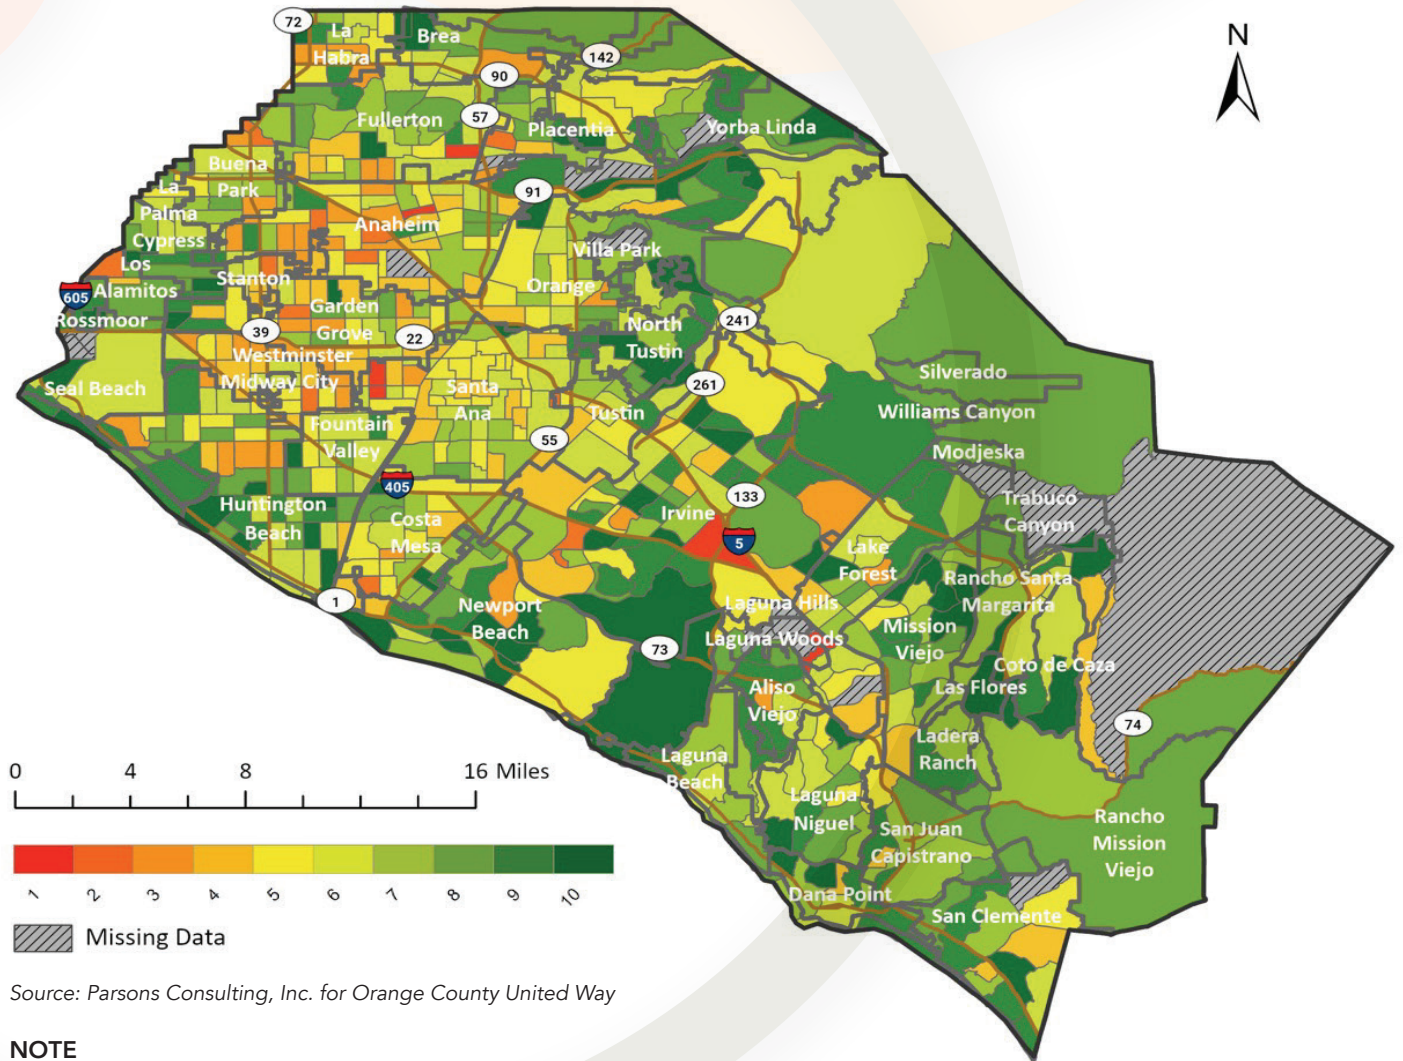 N
72
La
Habra
Brea
142
90
57
Fullerton
Placentia
Yorba Linda
Buena
Park
91
La
Palma
Anaheim
Cypress
Villa Park
Los
Alamitos
Stanton
Orange
605
Garden
Grove
Rossmoor
39
22
North
Tustin
241
Westminster
Midway City
Silverado
Seal Beach
Santa
Ana
261
Tustin
Williams Canyon
Fountain
Valley
55
Modjeska
405
133
Trabuco
Canyon
Huntington
Beach
Costa
Mesa
Irvine
5
Lake
Forest
Rancho Santa
Margarita
1
Newport
Beach
Laguna Hills
73
Laguna Woods
Mission
Viejo
Coto de Caza
Aliso
Viejo
Las Flores
74
Laguna
Beach
Ladera
Ranch
Laguna
Niguel
San Juan
Capistrano
Rancho
Mission
Viejo
Dana Point
San Clemente
0 4 8 16 Miles
1 2 3 4 5 6 7 8 9 10
Missing Data
Source: Parsons Consulting, Inc. for Orange County United Way
NOTE